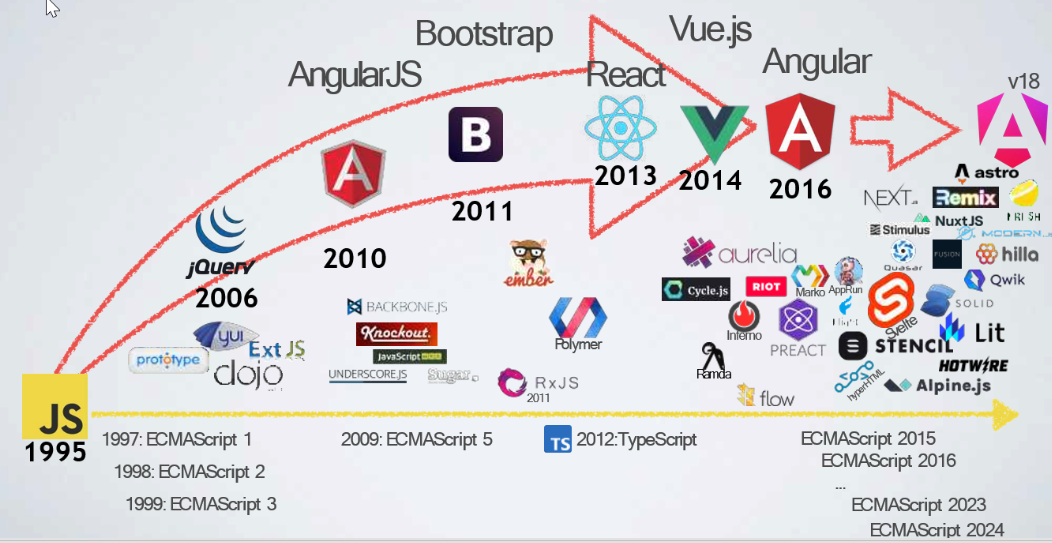 Bootstrap
Vue.js
AngularJS
React
Angular
v18
B
2013
2014
2016
2011
astro
NEXT.js
Remix
FRESH
NuxtJS
Stimulus
MODERN.JS
jQuery
2010
2006
ember
aurelia
Quasar
FUSION
hilla
Cycle.js
RIOT
Marko
AppRun
Qwik
BACKBONE.JS
SOLID
YUI
Knockout.
Polymer
Inferno
PREACT
Svelte
Lit
Ext JS
prototype
JavaScript MVC
STENCIL
dojo
UNDERSCORE.JS
Sugar.
RxJS
2011
Ramda
HOTWIRE
hyperHTML
Alpine.js
flow
JS
1995
1997: ECMAScript 1
2009: ECMAScript 5
TS
2012:TypeScript
ECMAScript 2015
ECMAScript 2016
1998: ECMAScript 2
...
1999: ECMAScript 3
ECMAScript 2023
ECMAScript 2024